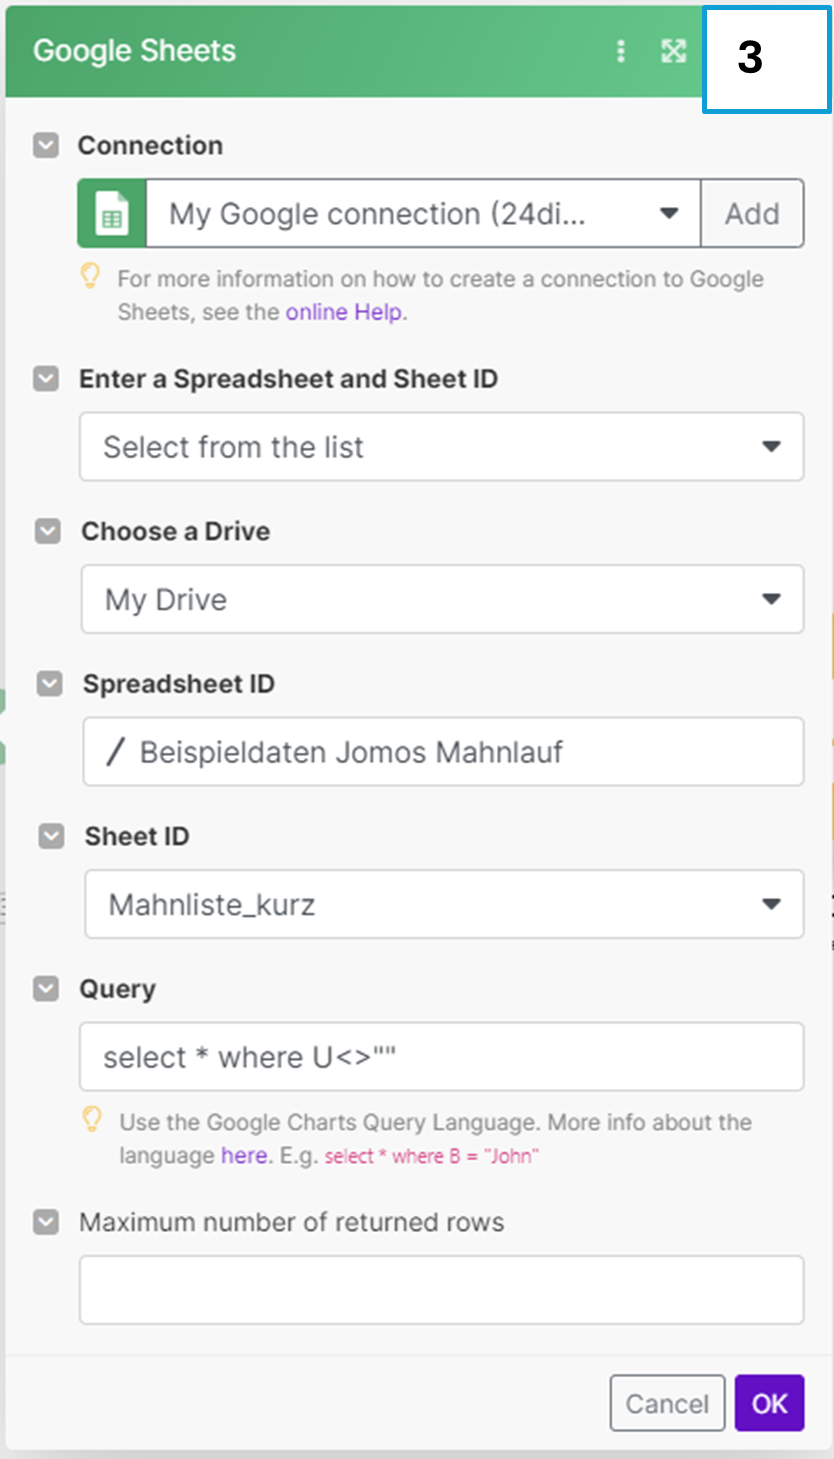 Google Sheets
3
Connection
My Google connection (24di...
Add
For more information on how to create a connection to Google
Sheets, see the online Help.
Enter a Spreadsheet and Sheet ID
Select from the list
Choose a Drive
My Drive
Spreadsheet ID
/ Beispieldaten Jomos Mahnlauf
Sheet ID
Mahnliste_kurz
Query
select * where U<>""
Use the Google Charts Query Language. More info about the
language here. E.g. select * where B = "John"
Maximum number of returned rows
Cancel
OK